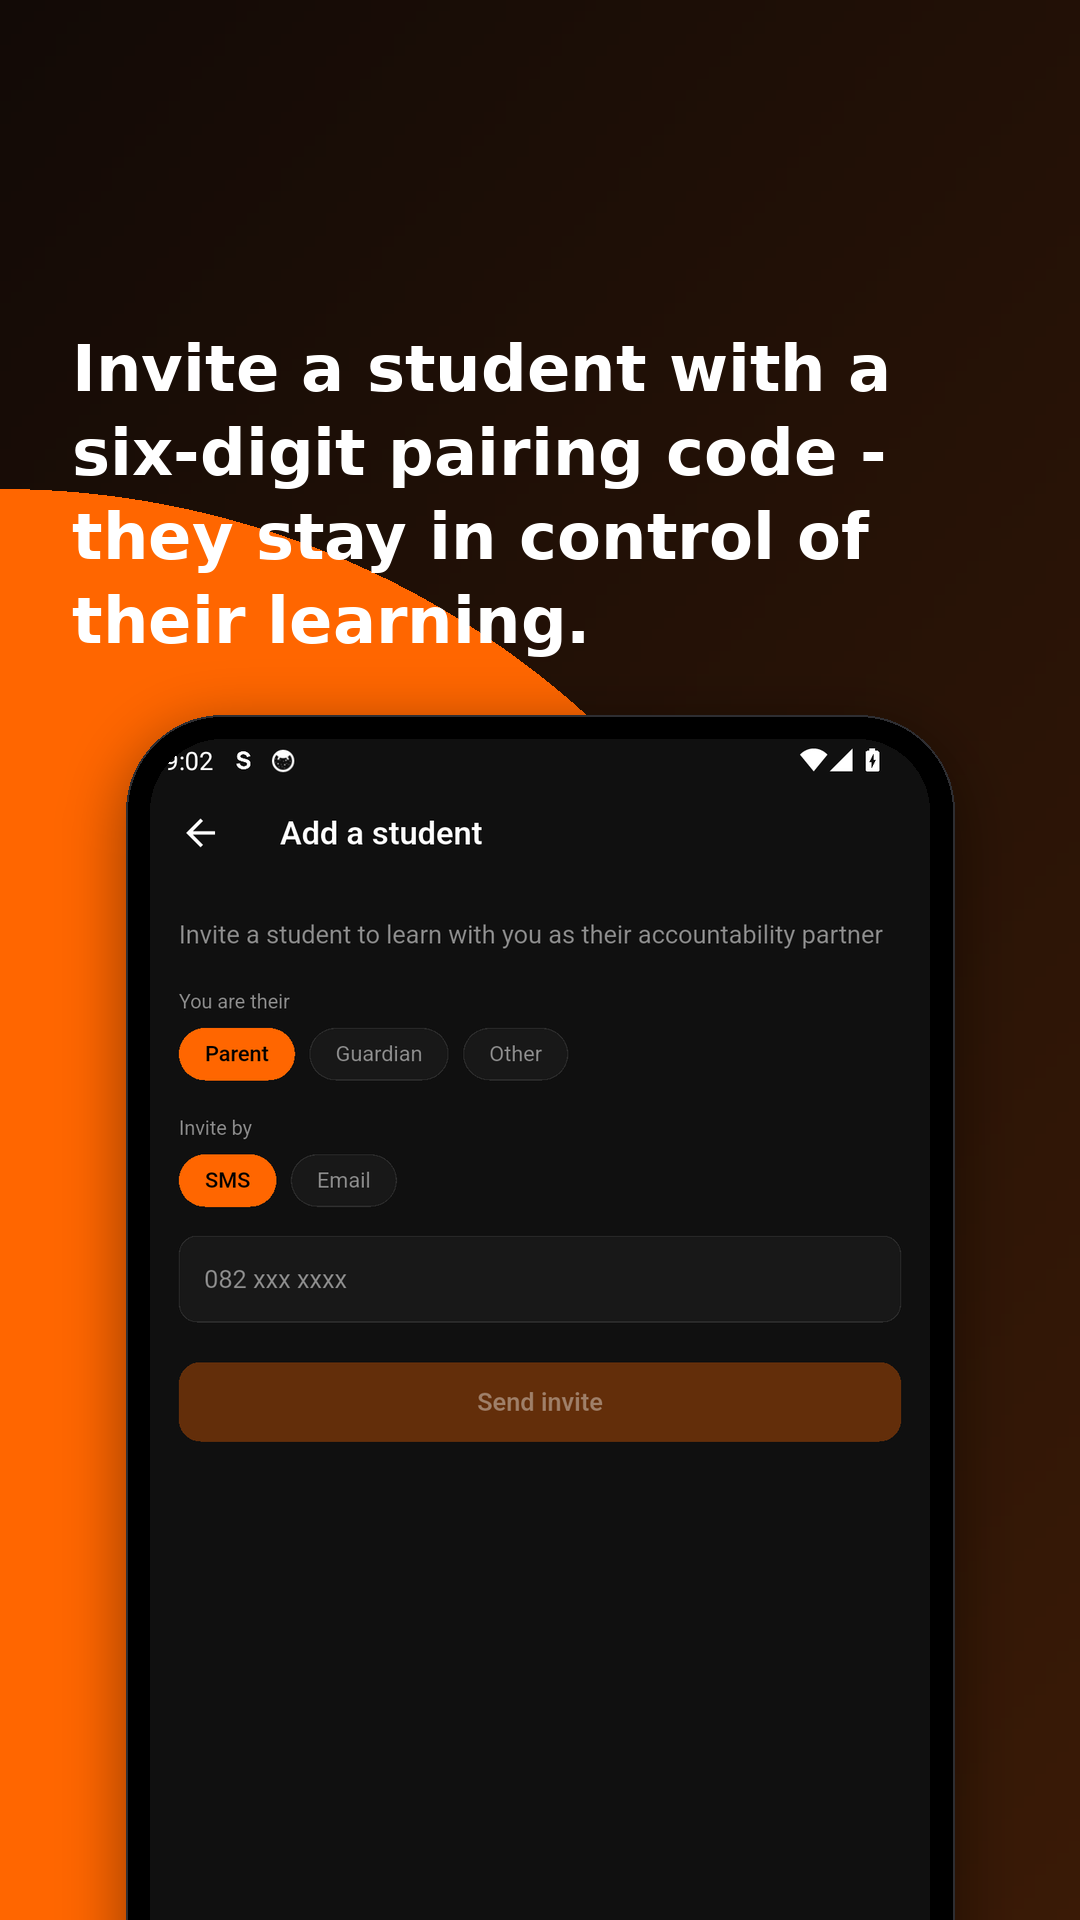 Invite a student with a
six-digit pairing code -
they stay in control of
their learning.
9:02 S
Add a student
Invite a student to learn with you as their accountability partner
You are their
Parent Guardian Other
Invite by
SMS Email
082 xxx xxxx
Send invite